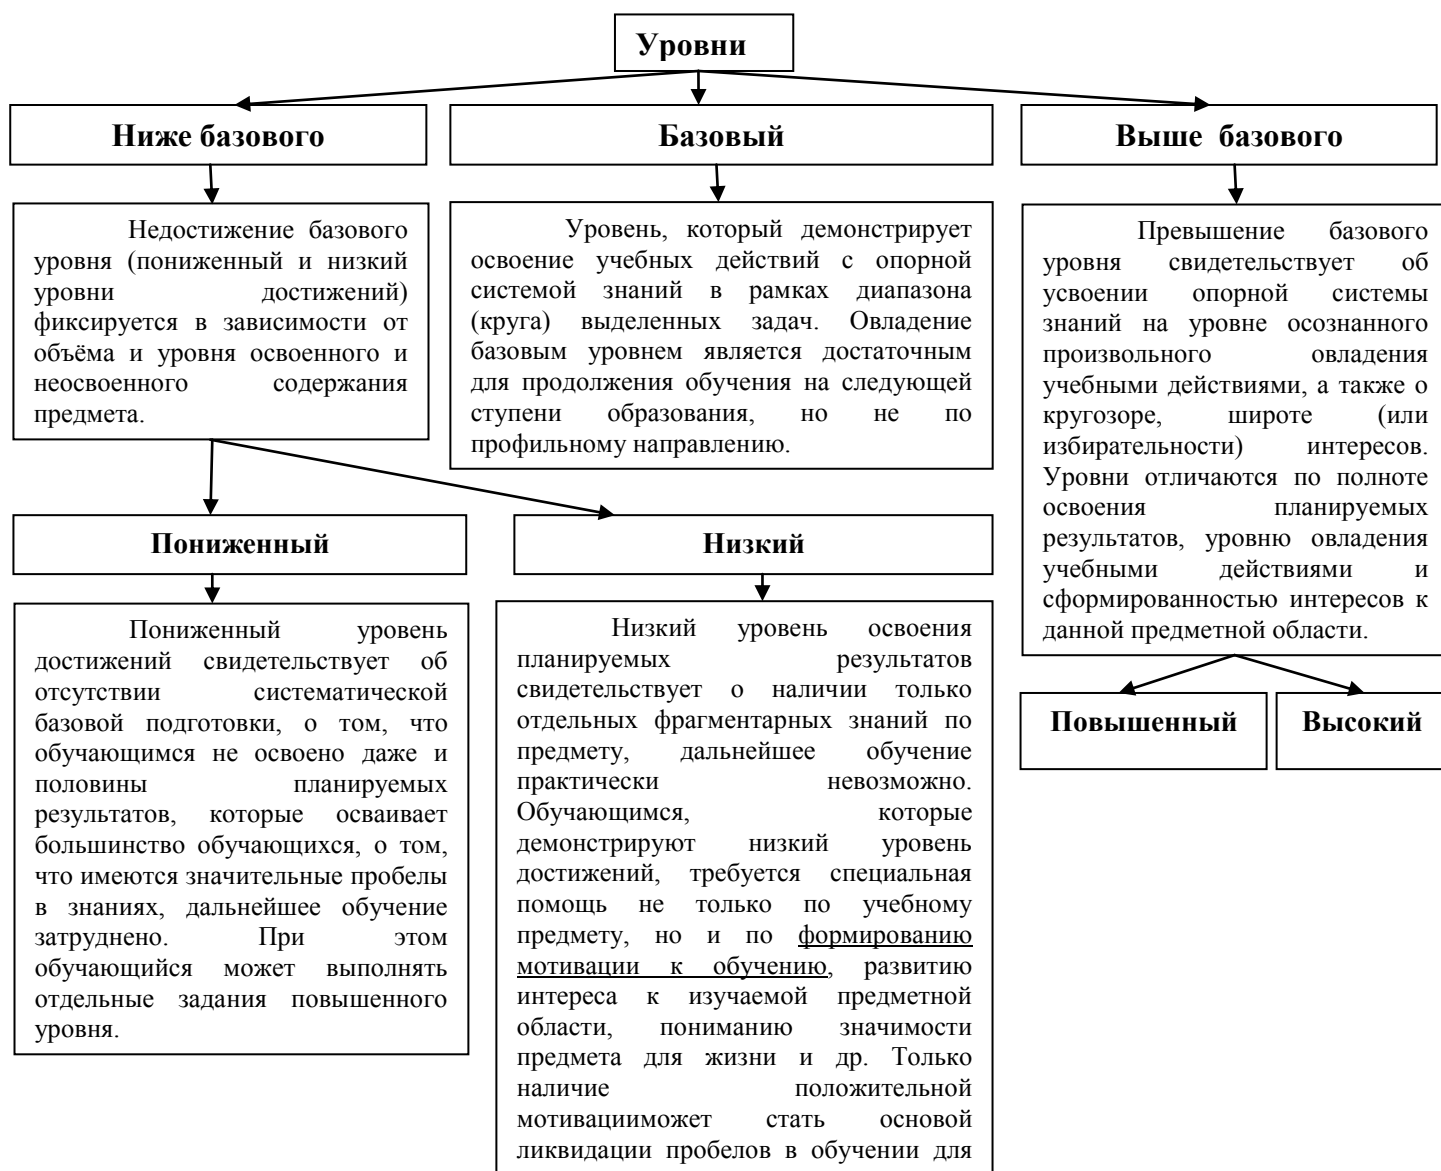 Уровни
Ниже базового
Базовый
Выше базового
Недостижение базового
уровня (пониженный и низкий
уровни достижений)
фиксируется в зависимости от
объёма и уровня освоенного и
неосвоенного содержания
предмета.
Уровень, который демонстрирует
освоение учебных действий с опорной
системой знаний в рамках диапазона
(круга) выделенных задач. Овладение
базовым уровнем является достаточным
для продолжения обучения на следующей
ступени образования, но не по
профильному направлению.
Превышение базового
уровня свидетельствует об
усвоении опорной системы
знаний на уровне осознанного
произвольного овладения
учебными действиями, а также о
кругозоре, широте (или
избирательности) интересов.
Уровни отличаются по полноте
освоения планируемых
результатов, уровню овладения
учебными действиями и
сформированностью интересов к
данной предметной области.
Пониженный
Низкий
Повышенный
Высокий
Пониженный уровень
достижений свидетельствует об
отсутствии систематической
базовой подготовки, о том, что
обучающимся не освоено даже и
половины планируемых
результатов, которые осваивает
большинство обучающихся, о том,
что имеются значительные пробелы
в знаниях, дальнейшее обучение
затруднено. При этом
обучающийся может выполнять
отдельные задания повышенного
уровня.
Низкий уровень освоения
планируемых результатов
свидетельствует о наличии только
отдельных фрагментарных знаний по
предмету, дальнейшее обучение
практически невозможно.
Обучающимся, которые
демонстрируют низкий уровень
достижений, требуется специальная
помощь не только по учебному
предмету, но и по формированию
мотивации к обучению, развитию
интереса к изучаемой предметной
области, пониманию значимости
предмета для жизни и др. Только
наличие положительной
мотивацииможет стать основой
ликвидации пробелов в обучении для